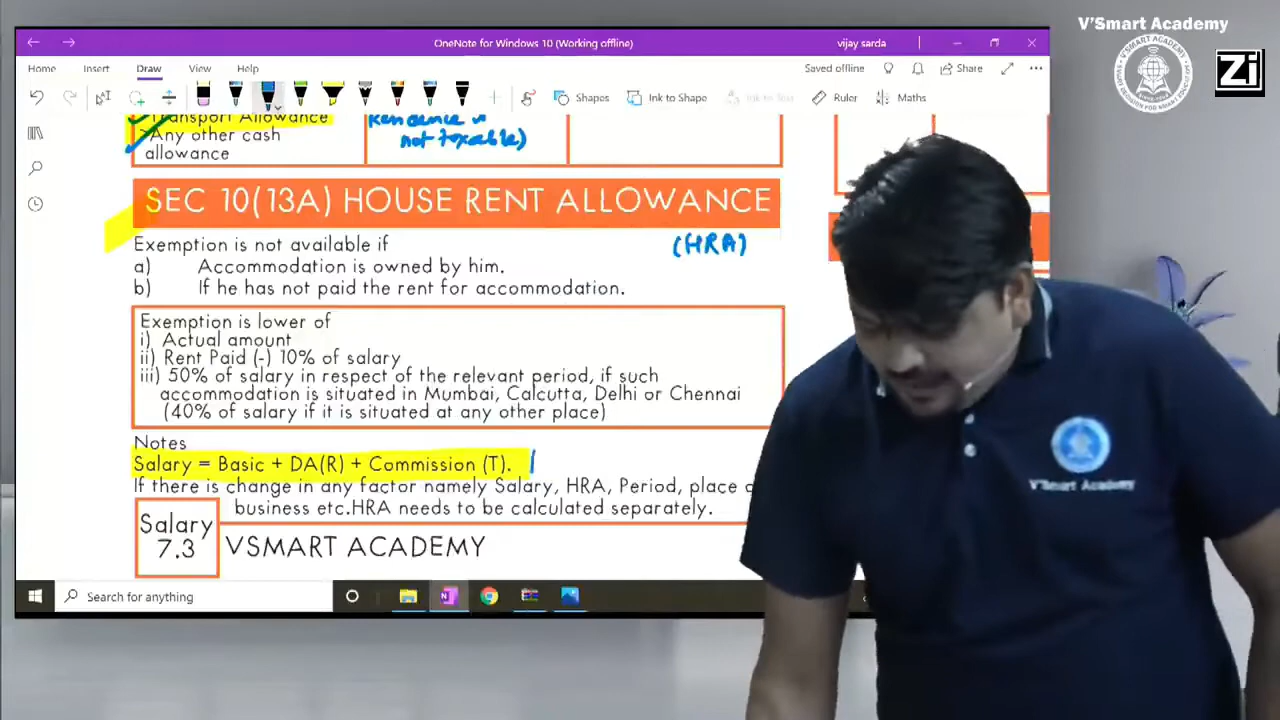 V'Smart Academy
OneNote for Windows 10 (Working offline)
vijay sarda
Home Insert Draw View Help
Saved offline
Share
Shapes
Ink to Shape
Ink to Text
Ruler
Maths
Transport Allowance
Any other cash
allowance
not taxable)
SEC 10(13A) HOUSE RENT ALLOWANCE
(HRA)
Exemption is not available if
a) Accommodation is owned by him.
b) If he has not paid the rent for accommodation.
Exemption is lower of
i) Actual amount
ii) Rent Paid (-) 10% of salary
iii) 50% of salary in respect of the relevant period, if such
accommodation is situated in Mumbai, Calcutta, Delhi or Chennai
(40% of salary if it is situated at any other place)
Notes
Salary = Basic + DA(R) + Commission (T).
If there is change in any factor namely Salary, HRA, Period, place
business etc.HRA needs to be calculated separately.
Salary
7.3
VSMART ACADEMY
Search for anything
V'Smart Academy
Zi